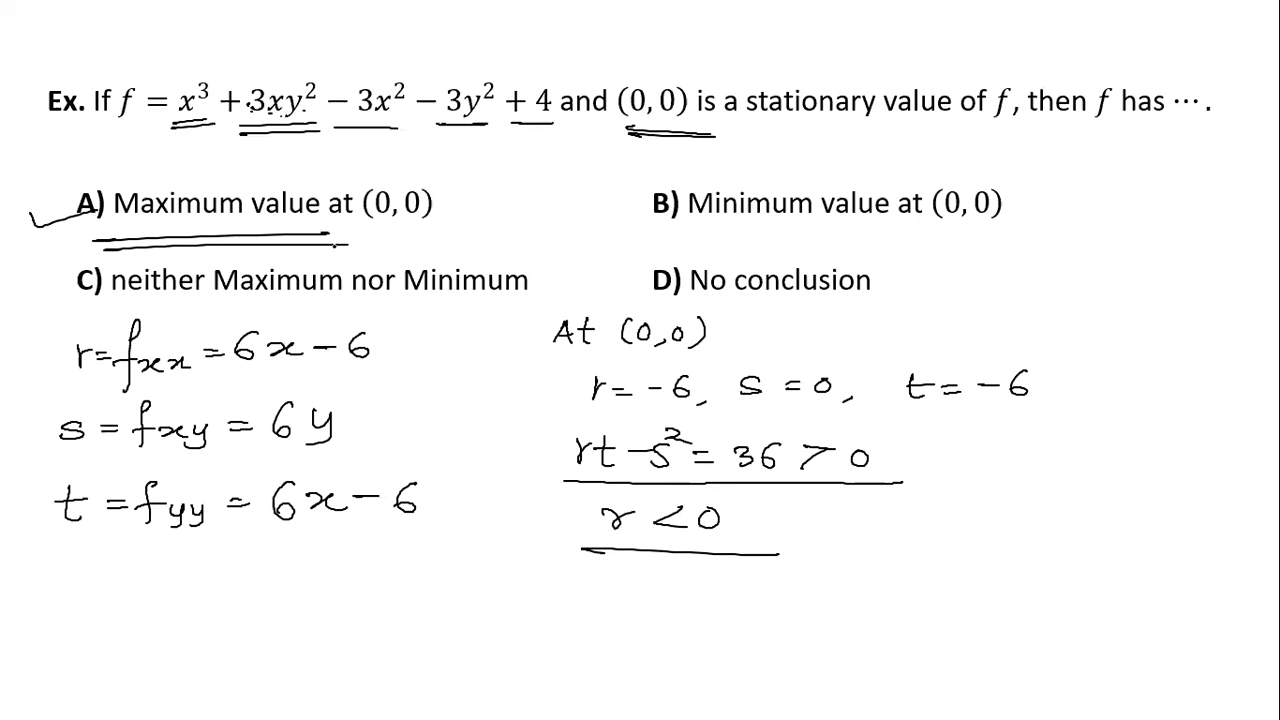 Ex. If f = x³ + 3xy² − 3x² − 3y² + 4 and (0, 0) is a stationary value of f, then f has ⋯ .
A) Maximum value at (0, 0) B) Minimum value at (0, 0)
C) neither Maximum nor Minimum D) No conclusion
r = fxx = 6x − 6
s = fxy = 6y
t = fyy = 6x − 6
At (0,0)
r = −6, s = 0, t = −6
rt − s² = 36 > 0
r < 0